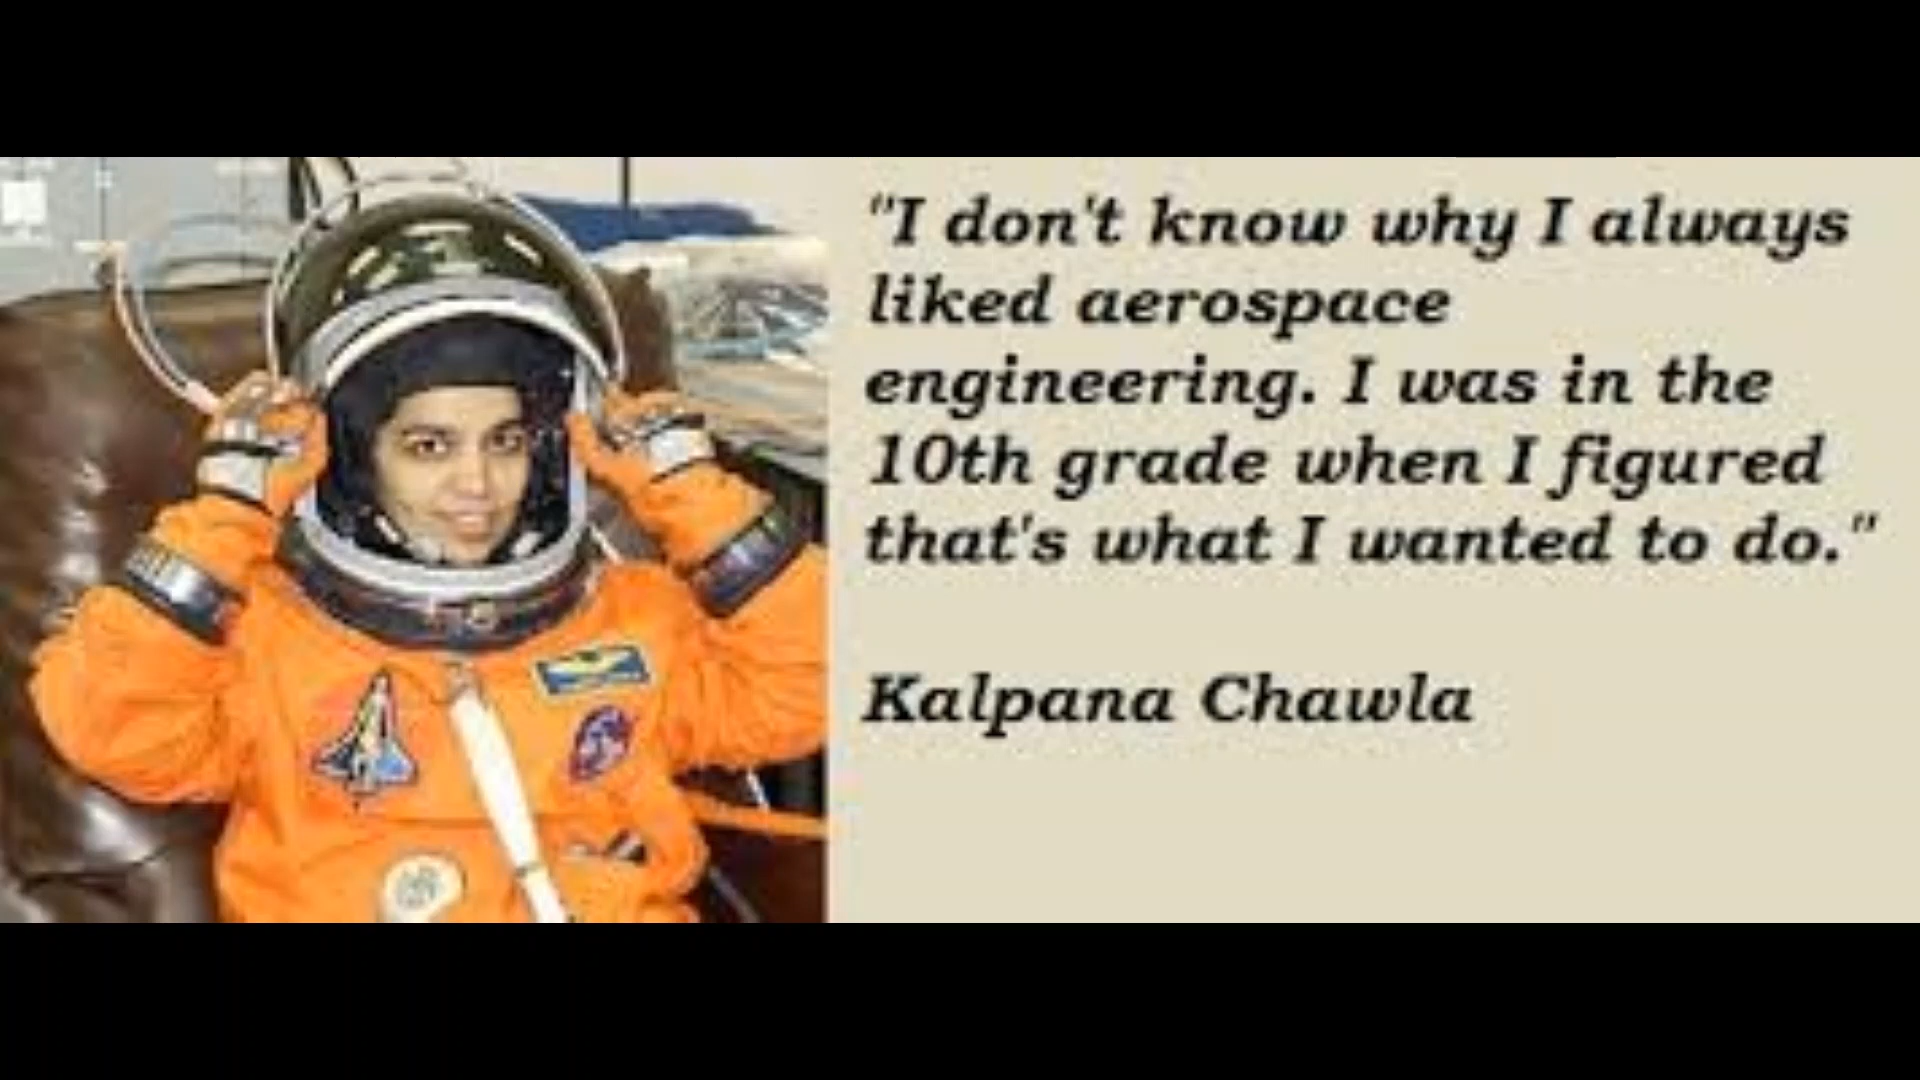 "I don't know why I always
liked aerospace
engineering. I was in the
10th grade when I figured
that's what I wanted to do."
Kalpana Chawla